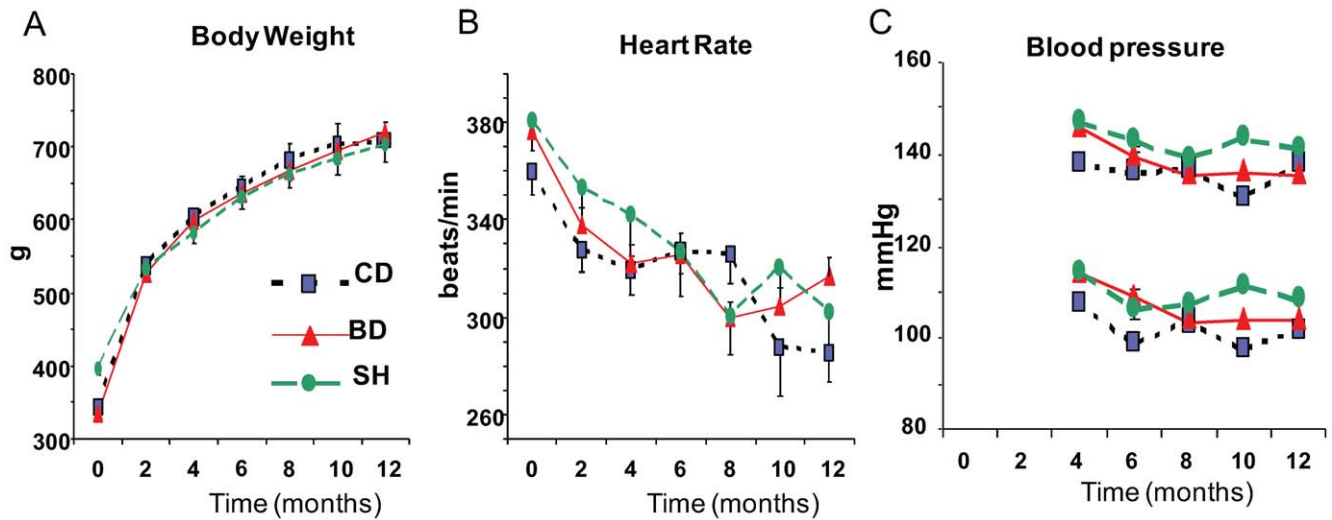 A
Body Weight
g
800
700
600
500
400
300
CD
BD
SH
0 2 4 6 8 10 12
Time (months)
B
Heart Rate
beats/min
380
340
300
260
0 2 4 6 8 10 12
Time (months)
C
Blood pressure
mmHg
160
140
120
100
80
0 2 4 6 8 10 12
Time (months)